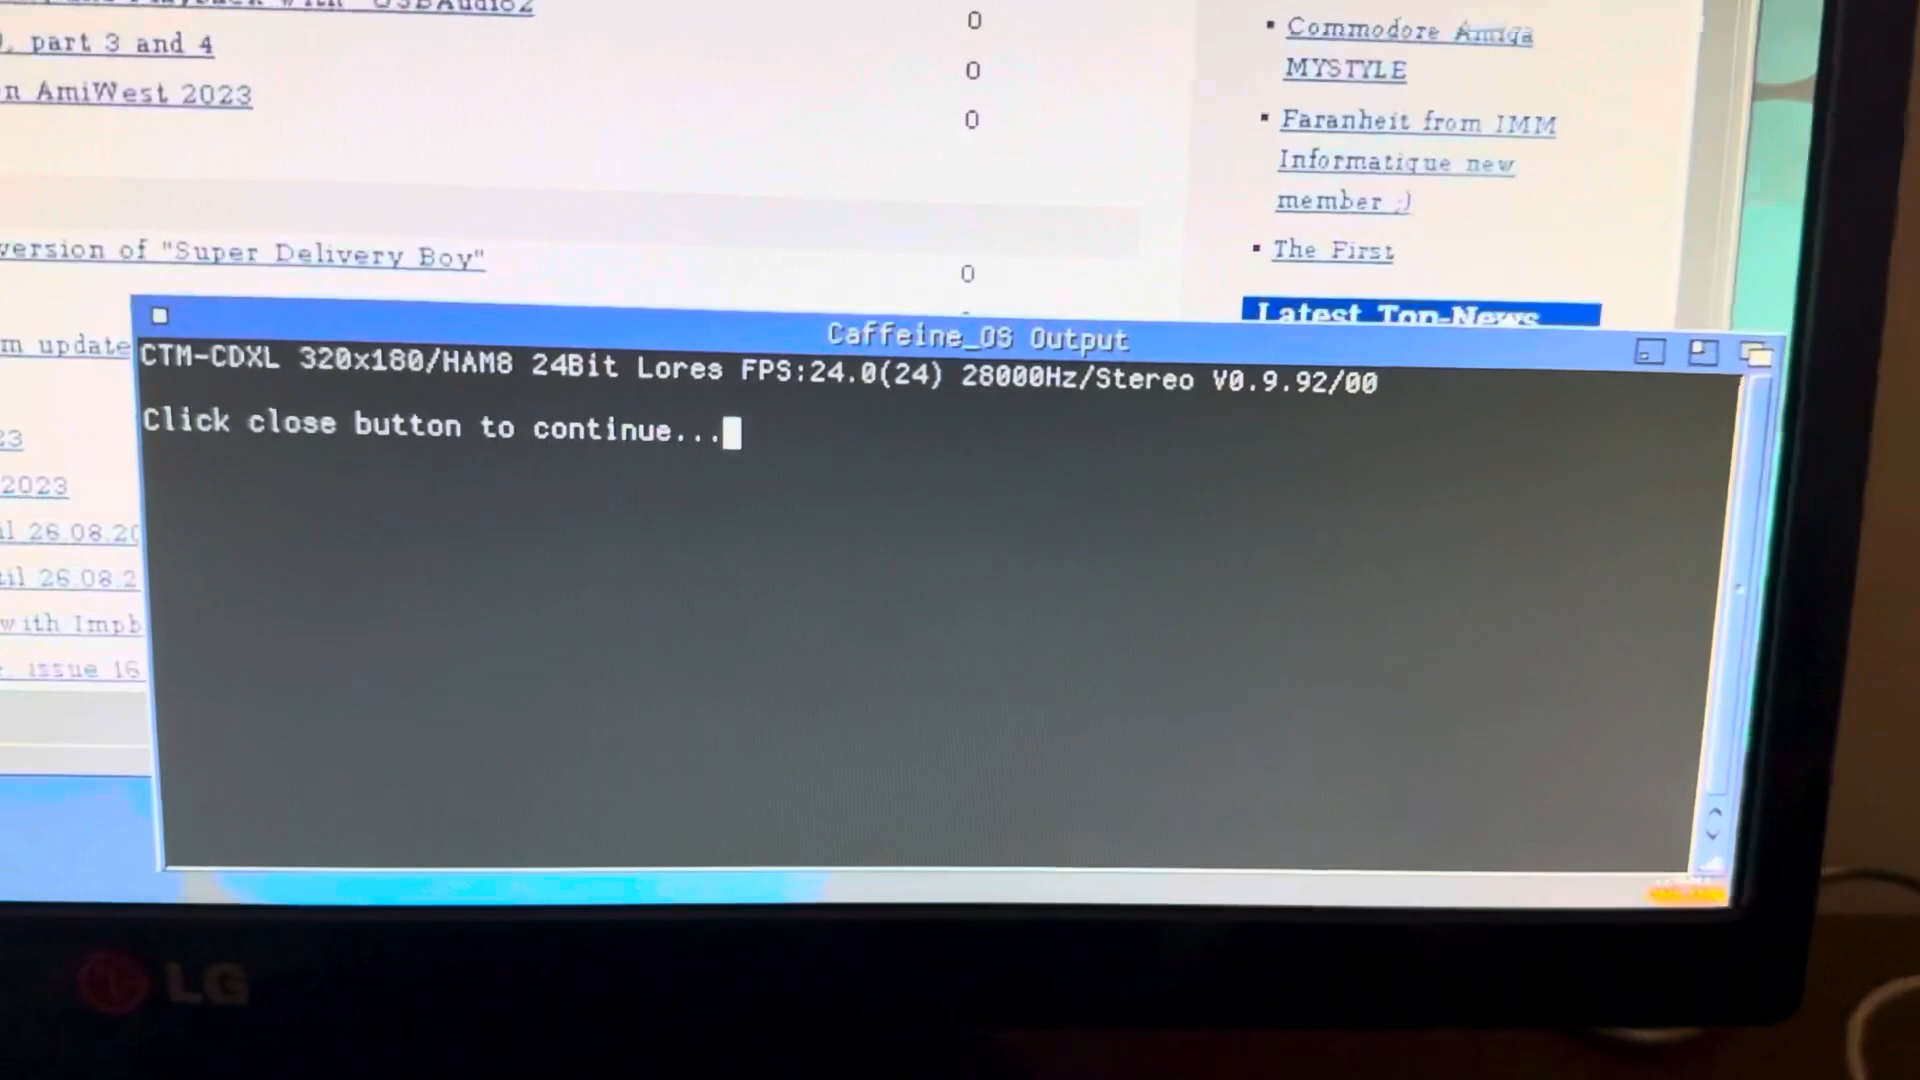 part 3 and 4
AmiWest 2023
0
0
0
version of "Super Delivery Boy"
0
Commodore Amiga
MYSTYLE
Faranheit from IMM
Informatique new
member ;)
The First
Latest Top-News
m update
Caffeine_OS Output
CTM-CDXL 320x180/HAM8 24Bit Lores FPS:24.0(24) 28000Hz/Stereo V0.9.92/00
Click close button to continue...
23
2023
26.08.20
26.08.2
with Impb
issue 16
LG